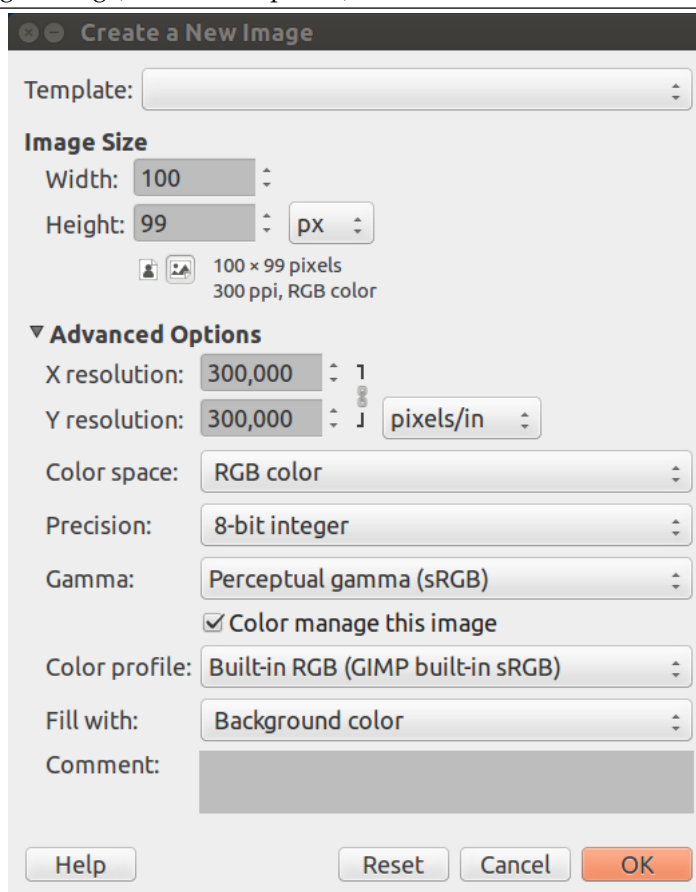 Create a New Image
Template:
Image Size
Width: 100
Height: 99 px
100 × 99 pixels
300 ppi, RGB color
Advanced Options
X resolution: 300,000
Y resolution: 300,000 pixels/in
Color space: RGB color
Precision: 8-bit integer
Gamma: Perceptual gamma (sRGB)
Color manage this image
Color profile: Built-in RGB (GIMP built-in sRGB)
Fill with: Background color
Comment:
Help Reset Cancel OK